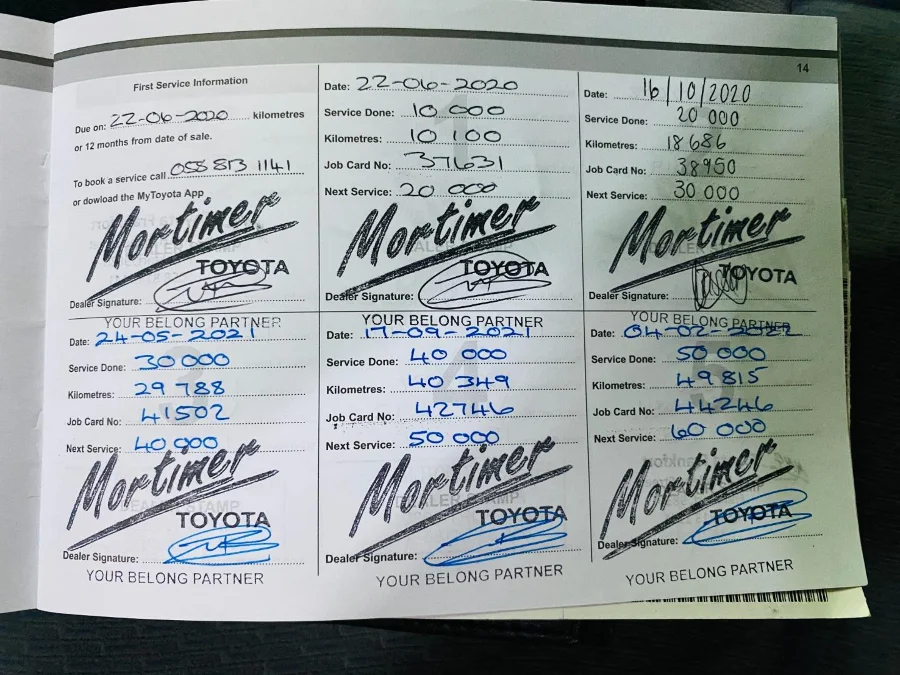 14
First Service Information
Due on: 22-06-2020 kilometres
or 12 months from date of sale.
To book a service call 058 813 1141
or dowload the MyToyota App
Mortimer
TOYOTA
Dealer Signature:
YOUR BELONG PARTNER
Date: 22-06-2020
Service Done: 10 000
Kilometres: 10 100
Job Card No: 37631
Next Service: 20 000
Mortimer
TOYOTA
Dealer Signature:
YOUR BELONG PARTNER
Date: 16/10/2020
Service Done: 20 000
Kilometres: 18 686
Job Card No: 38950
Next Service: 30 000
Mortimer
TOYOTA
Dealer Signature:
YOUR BELONG PARTNER
Date: 24-05-2021
Service Done: 30 000
Kilometres: 29 788
Job Card No: 41502
Next Service: 40 000
Mortimer
TOYOTA
Dealer Signature:
YOUR BELONG PARTNER
Date: 17-09-2021
Service Done: 40 000
Kilometres: 40 349
Job Card No: 42746
Next Service: 50 000
Mortimer
TOYOTA
Dealer Signature:
YOUR BELONG PARTNER
Date: 04-02-2022
Service Done: 50 000
Kilometres: 49 815
Job Card No: 44246
Next Service: 60 000
Mortimer
TOYOTA
Dealer Signature:
YOUR BELONG PARTNER